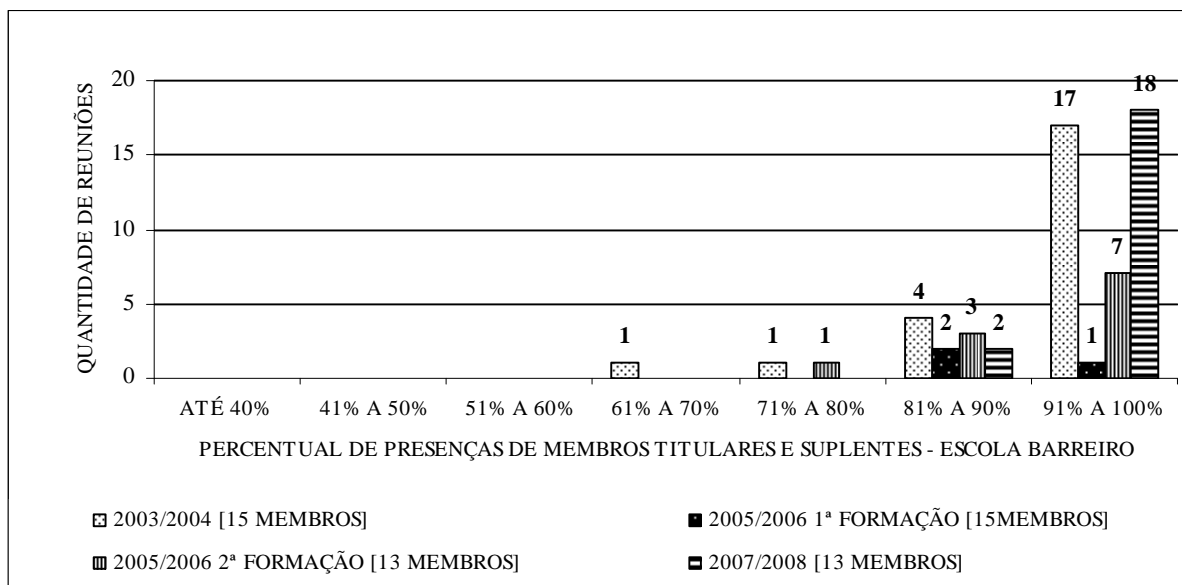 QUANTIDADE DE REUNIÕES
20
15
10
5
0
1
1
1
4
2
3
2
17
1
7
18
ATÉ 40% 41% A 50% 51% A 60% 61% A 70% 71% A 80% 81% A 90% 91% A 100%
PERCENTUAL DE PRESENÇAS DE MEMBROS TITULARES E SUPLENTES - ESCOLA BARREIRO
2003/2004 [15 MEMBROS]
2005/2006 1ª FORMAÇÃO [15MEMBROS]
2005/2006 2ª FORMAÇÃO [13 MEMBROS]
2007/2008 [13 MEMBROS]